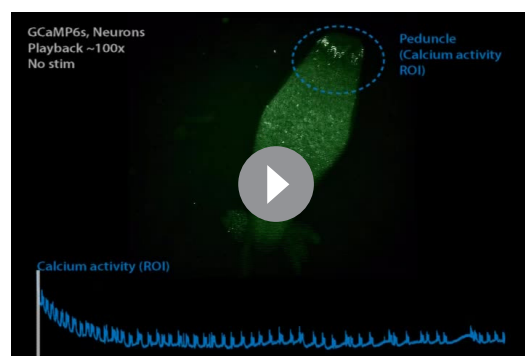 GCaMP6s, Neurons
Playback ~100x
No stim
Peduncle
(Calcium activity
ROI)
Calcium activity (ROI)